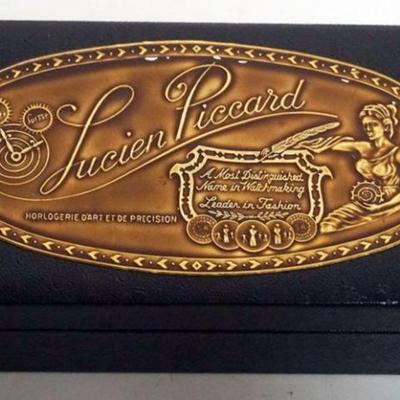 Lucien Piccard
HORLOGERIE D'ART ET DE PRECISION
A Most Distinguished
Name in Watchmaking
Leader in Fashion